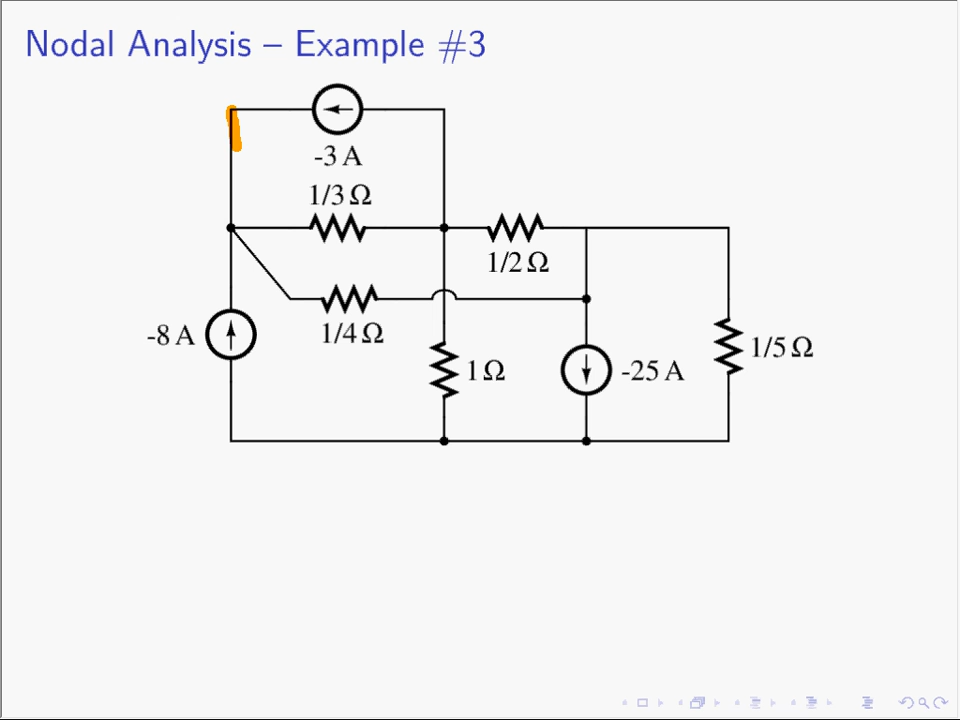 Nodal Analysis – Example #3
-3 A
1/3 Ω
1/2 Ω
-8 A
1/4 Ω
1 Ω
-25 A
1/5 Ω